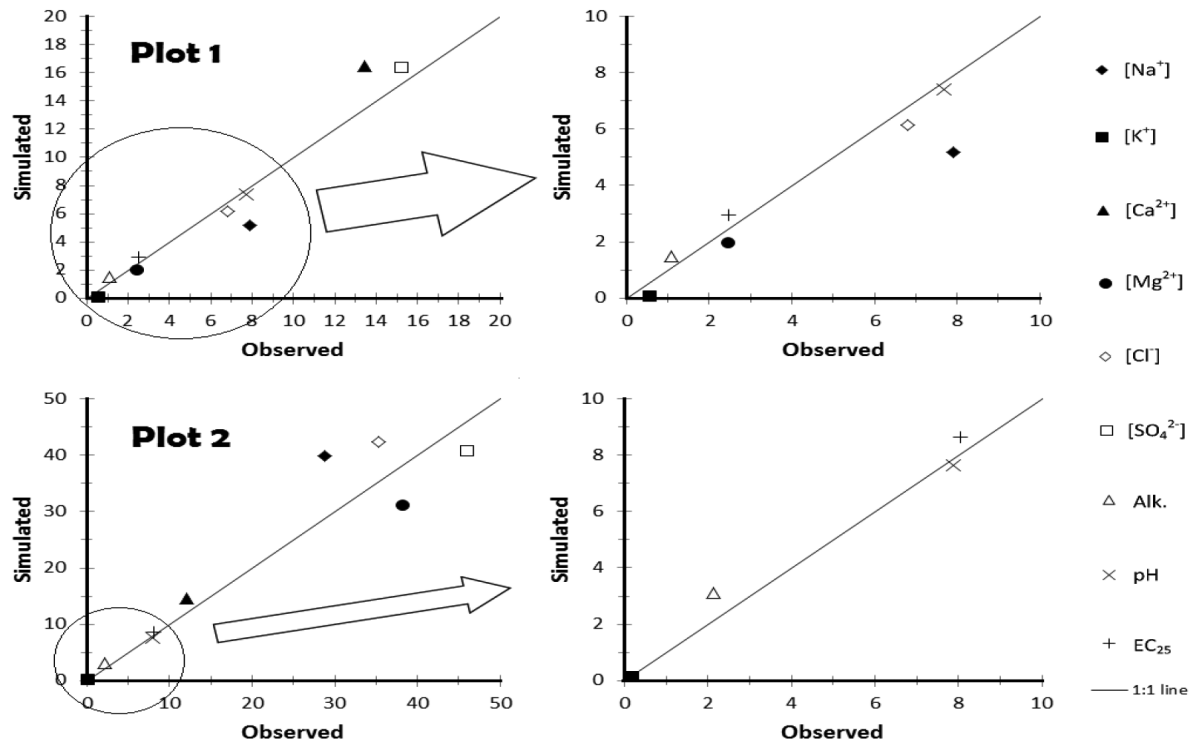 Plot 1
Simulated
20
18
16
14
12
10
8
6
4
2
0
0 2 4 6 8 10 12 14 16 18 20
Observed
Simulated
10
8
6
4
2
0
0 2 4 6 8 10
Observed
Plot 2
Simulated
50
40
30
20
10
0
0 10 20 30 40 50
Observed
Simulated
10
8
6
4
2
0
0 2 4 6 8 10
Observed
[Na⁺]
[K⁺]
[Ca²⁺]
[Mg²⁺]
[Cl⁻]
[SO₄²⁻]
Alk.
pH
EC₂₅
1:1 line